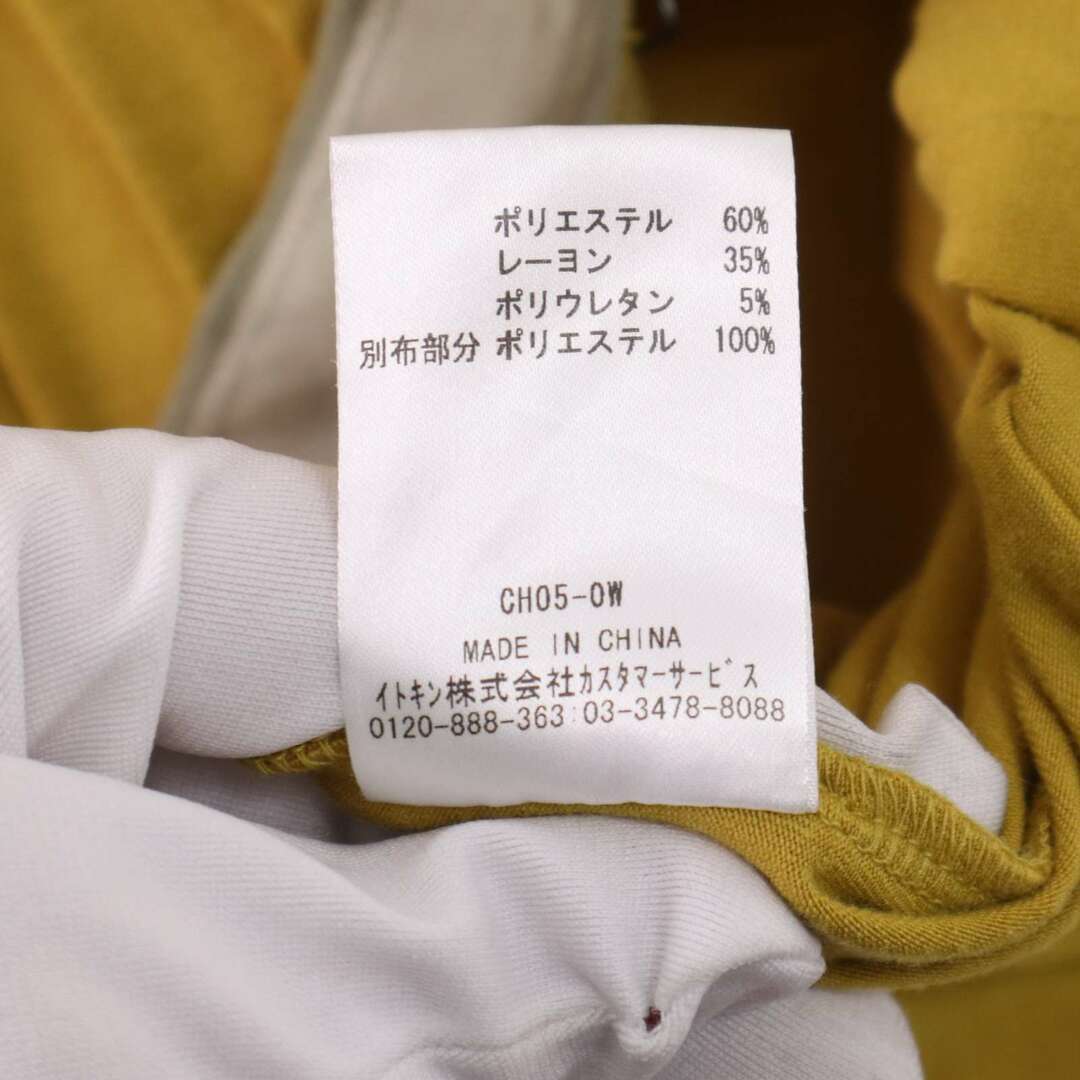 ポリエステル 60%
レーヨン 35%
ポリウレタン 5%
別布部分 ポリエステル 100%
CH05-0W
MADE IN CHINA
イトキン株式会社ｶｽﾀﾏｰｻｰﾋﾞｽ
0120-888-363:03-3478-8088